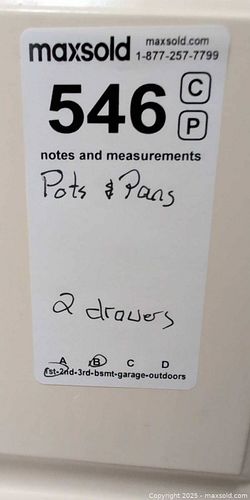 maxsold maxsold.com
1-877-257-7799
546 C
P
notes and measurements
Pots & Pans
2 drawers
A B C D
1st-2nd-3rd-bsmt-garage-outdoors
Copyright 2025 - maxsold.com